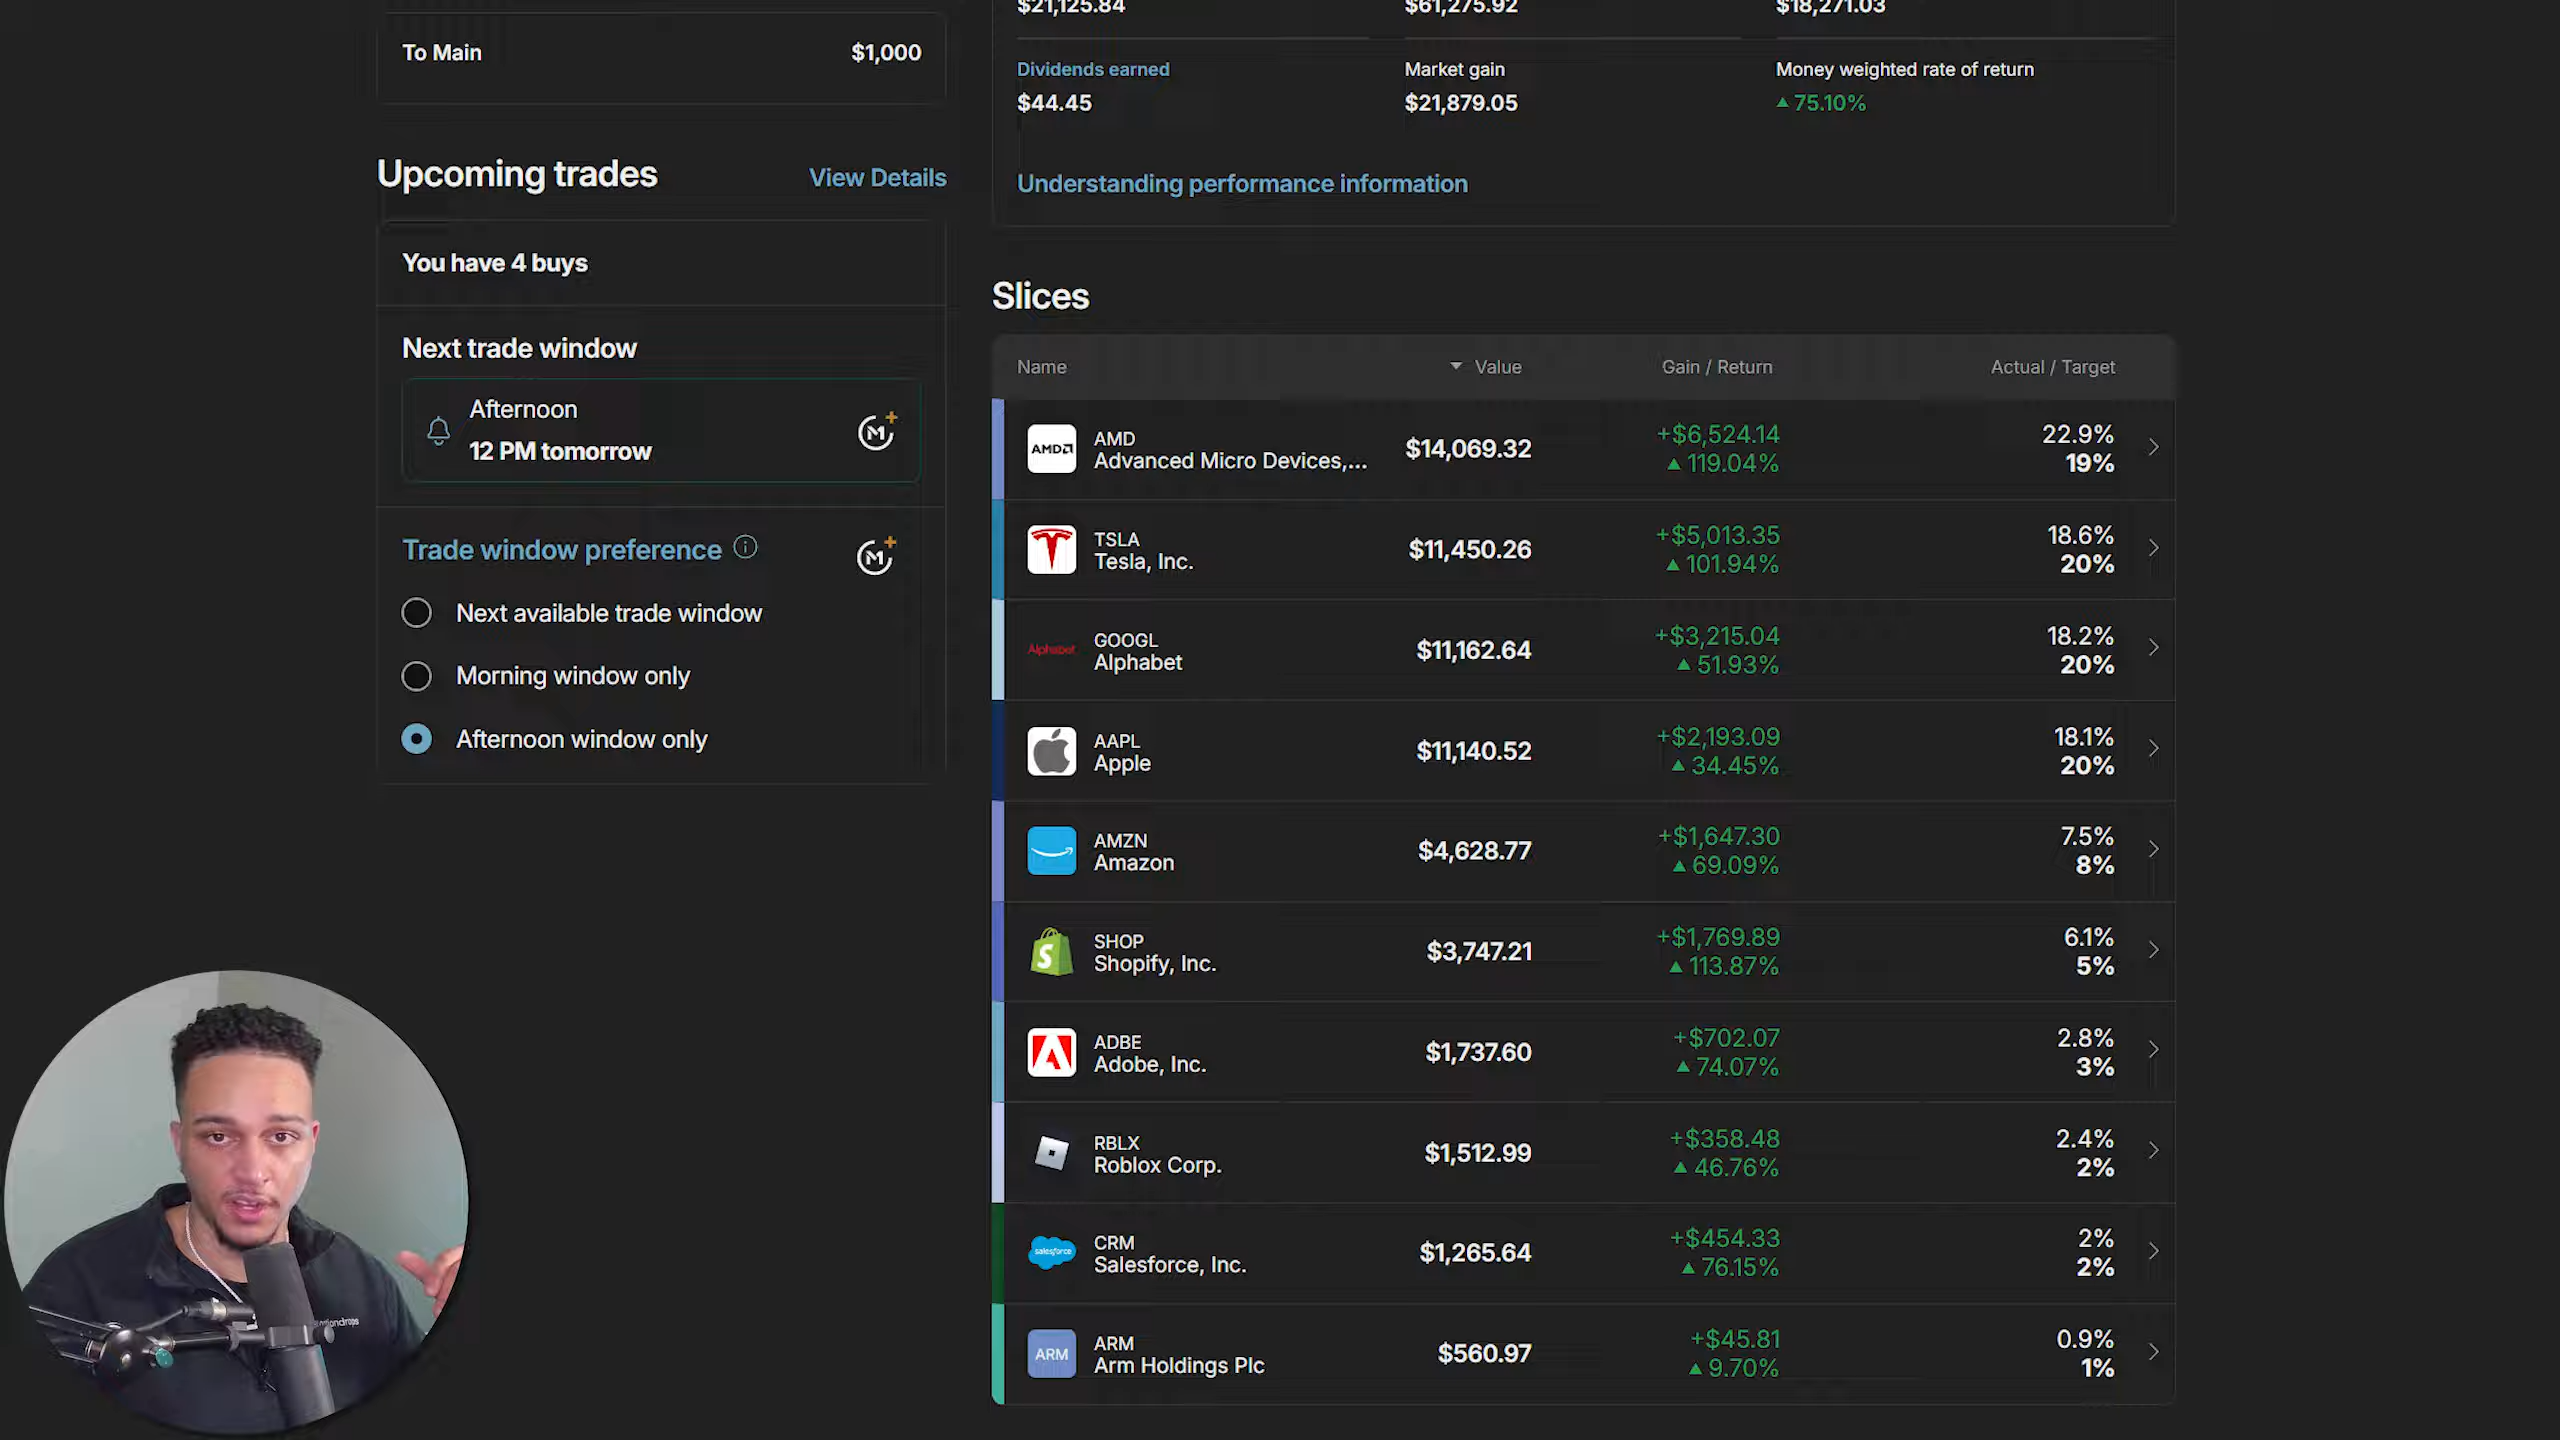 To Main
$1,000
Upcoming trades
View Details
You have 4 buys
Next trade window
Afternoon
12 PM tomorrow
Trade window preference
Next available trade window
Morning window only
Afternoon window only
$21,125.84
$61,275.92
$18,271.03
Dividends earned
Market gain
Money weighted rate of return
$44.45
$21,879.05
75.10%
Understanding performance information
Slices
Name
Value
Gain / Return
Actual / Target
AMD
AMD
Advanced Micro Devices,...
$14,069.32
+$6,524.14
119.04%
22.9%
19%
TSLA
Tesla, Inc.
$11,450.26
+$5,013.35
101.94%
18.6%
20%
Alphabet
GOOGL
Alphabet
$11,162.64
+$3,215.04
51.93%
18.2%
20%
AAPL
Apple
$11,140.52
+$2,193.09
34.45%
18.1%
20%
AMZN
Amazon
$4,628.77
+$1,647.30
69.09%
7.5%
8%
SHOP
Shopify, Inc.
$3,747.21
+$1,769.89
113.87%
6.1%
5%
ADBE
Adobe, Inc.
$1,737.60
+$702.07
74.07%
2.8%
3%
RBLX
Roblox Corp.
$1,512.99
+$358.48
46.76%
2.4%
2%
salesforce
CRM
Salesforce, Inc.
$1,265.64
+$454.33
76.15%
2%
2%
ARM
ARM
Arm Holdings Plc
$560.97
+$45.81
9.70%
0.9%
1%